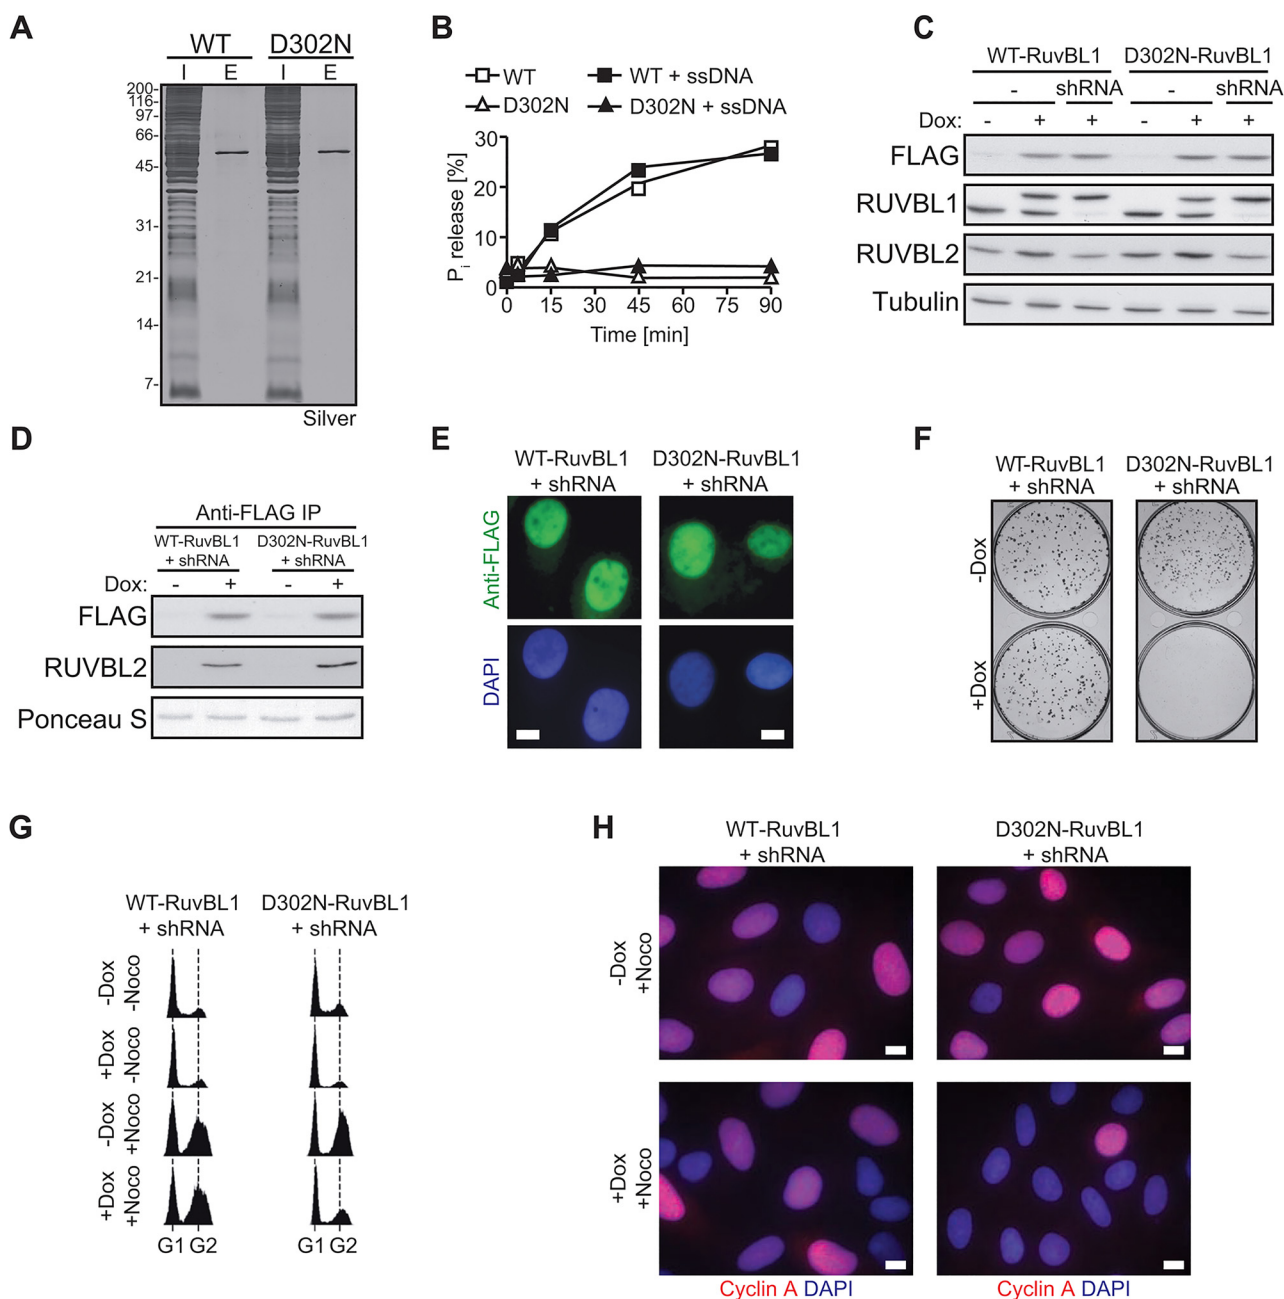 A
WT D302N
I E I E
200-
116-
97-
66-
45-
31-
21-
14-
7-
Silver
B
WT WT + ssDNA
D302N D302N + ssDNA
Pi release [%]
30
20
10
0
0 15 30 45 60 75 90
Time [min]
C
WT-RuvBL1 D302N-RuvBL1
- shRNA - shRNA
Dox: - + + - + +
FLAG
RUVBL1
RUVBL2
Tubulin
D
Anti-FLAG IP
WT-RuvBL1 D302N-RuvBL1
+ shRNA + shRNA
Dox: - + - +
FLAG
RUVBL2
Ponceau S
E
WT-RuvBL1 D302N-RuvBL1
+ shRNA + shRNA
Anti-FLAG
DAPI
F
WT-RuvBL1 D302N-RuvBL1
+ shRNA + shRNA
-Dox
+Dox
G
WT-RuvBL1 D302N-RuvBL1
+ shRNA + shRNA
-Dox
-Noco
+Dox
-Noco
-Dox
+Noco
+Dox
+Noco
G1 G2 G1 G2
H
WT-RuvBL1 D302N-RuvBL1
+ shRNA + shRNA
-Dox
+Noco
+Dox
+Noco
Cyclin A DAPI Cyclin A DAPI